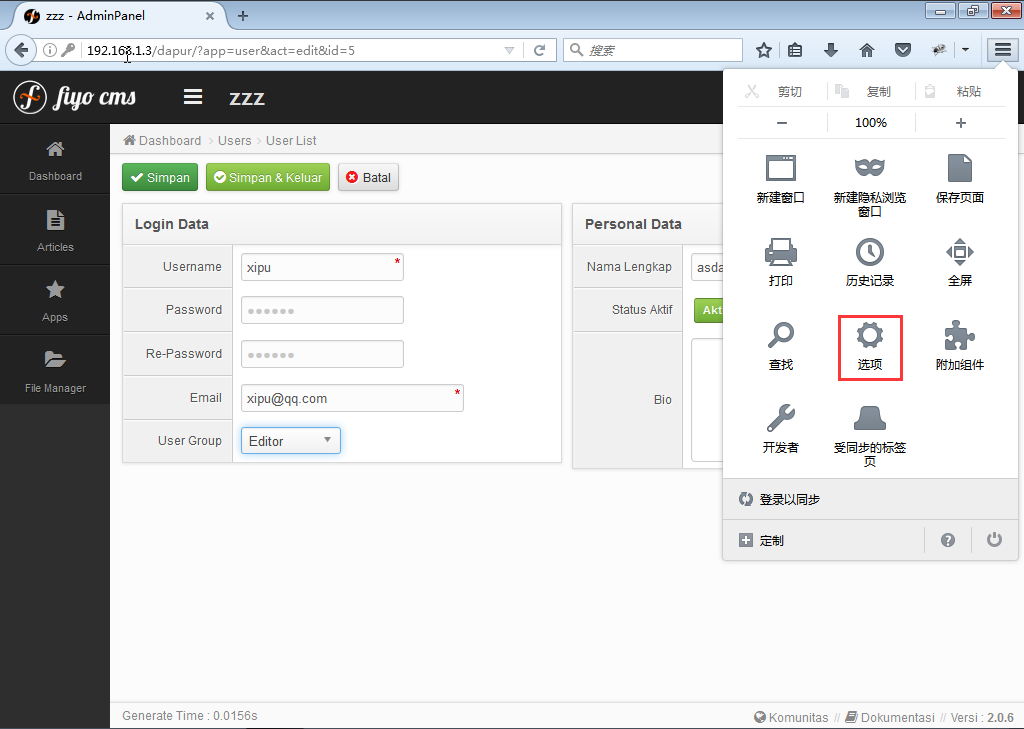 zzz - AdminPanel
192.168.1.3/dapur/?app=user&act=edit&id=5
搜索
fiyo cms
zzz
Dashboard
Articles
Apps
File Manager
Dashboard › Users › User List
Simpan
Simpan & Keluar
Batal
Login Data
Username
xipu
*
Password
Re-Password
Email
xipu@qq.com
*
User Group
Editor
Personal Data
Nama Lengkap
asda
Status Aktif
Akt
Bio
剪切
复制
粘贴
− 100% +
新建窗口
新建隐私浏览
窗口
保存页面
打印
历史记录
全屏
查找
选项
附加组件
开发者
受同步的标签
页
登录以同步
定制
Generate Time : 0.0156s
Komunitas // Dokumentasi // Versi : 2.0.6